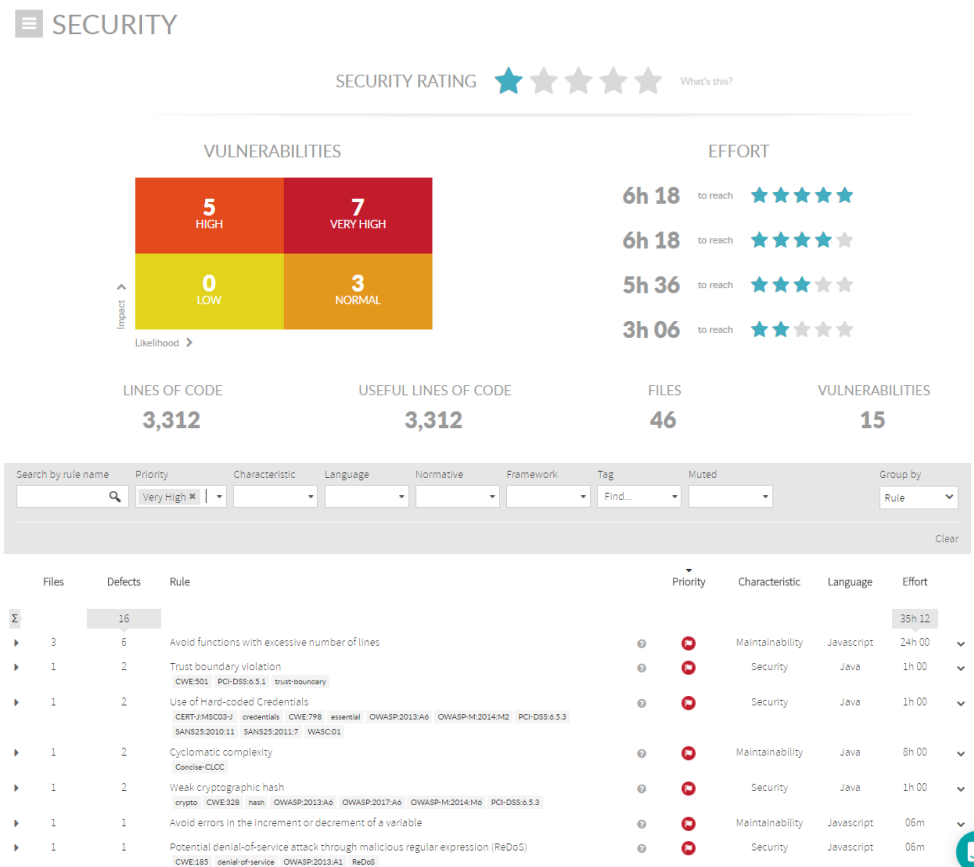 SECURITY
SECURITY RATING What's this?
VULNERABILITIES
EFFORT
5
HIGH
7
VERY HIGH
0
LOW
3
NORMAL
Impact
Likelihood
6h 18 to reach
6h 18 to reach
5h 36 to reach
3h 06 to reach
LINES OF CODE
3,312
USEFUL LINES OF CODE
3,312
FILES
46
VULNERABILITIES
15
Search by rule name Priority Characteristic Language Normative Framework Tag Muted Group by
Very High × Find... Rule
Clear
Files Defects Rule Priority Characteristic Language Effort
Σ 16 35h 12
3 6 Avoid functions with excessive number of lines Maintainability Javascript 24h 00
1 2 Trust boundary violation Security Java 1h 00
CWE:501 PCI-DSS:6.5.1 trust-boundary
1 2 Use of Hard-coded Credentials Security Java 1h 00
CERT-J:MSC03-J credentials CWE:798 essential OWASP:2013:A6 OWASP-M:2014:M2 PCI-DSS:6.5.3
SANS25:2010:11 SANS25:2011:7 WASC:01
1 2 Cyclomatic complexity Maintainability Java 8h 00
Concise-CLCC
1 2 Weak cryptographic hash Security Java 1h 00
crypto CWE:328 hash OWASP:2013:A6 OWASP:2017:A6 OWASP-M:2014:M6 PCI-DSS:6.5.3
1 1 Avoid errors in the increment or decrement of a variable Maintainability Javascript 06m
1 1 Potential denial-of-service attack through malicious regular expression (ReDoS) Security Javascript 06m
CWE:185 denial-of-service OWASP:2013:A1 ReDoS